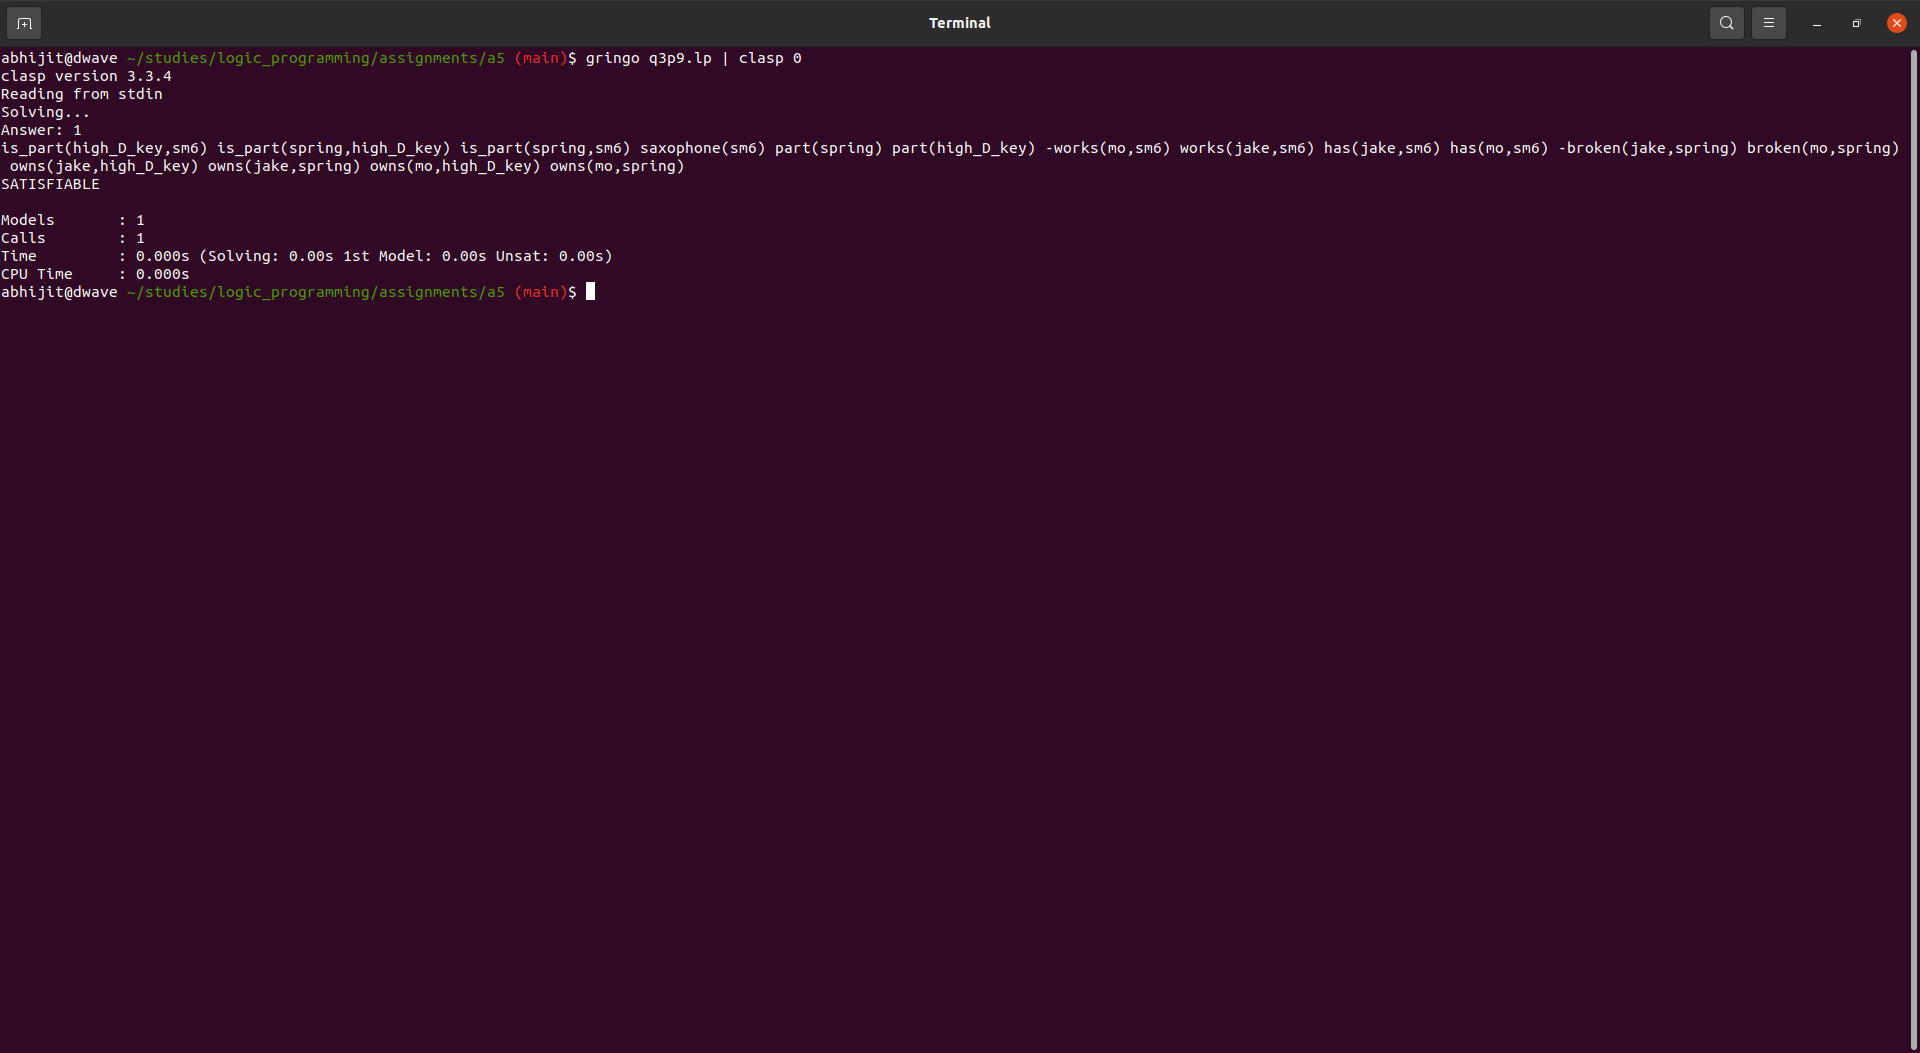 Terminal
abhijit@dwave ~/studies/logic_programming/assignments/a5 (main)$ gringo q3p9.lp | clasp 0
clasp version 3.3.4
Reading from stdin
Solving...
Answer: 1
is_part(high_D_key,sm6) is_part(spring,high_D_key) is_part(spring,sm6) saxophone(sm6) part(spring) part(high_D_key) -works(mo,sm6) works(jake,sm6) has(jake,sm6) has(mo,sm6) -broken(jake,spring) broken(mo,spring)
 owns(jake,high_D_key) owns(jake,spring) owns(mo,high_D_key) owns(mo,spring)
SATISFIABLE

Models       : 1
Calls        : 1
Time         : 0.000s (Solving: 0.00s 1st Model: 0.00s Unsat: 0.00s)
CPU Time     : 0.000s
abhijit@dwave ~/studies/logic_programming/assignments/a5 (main)$